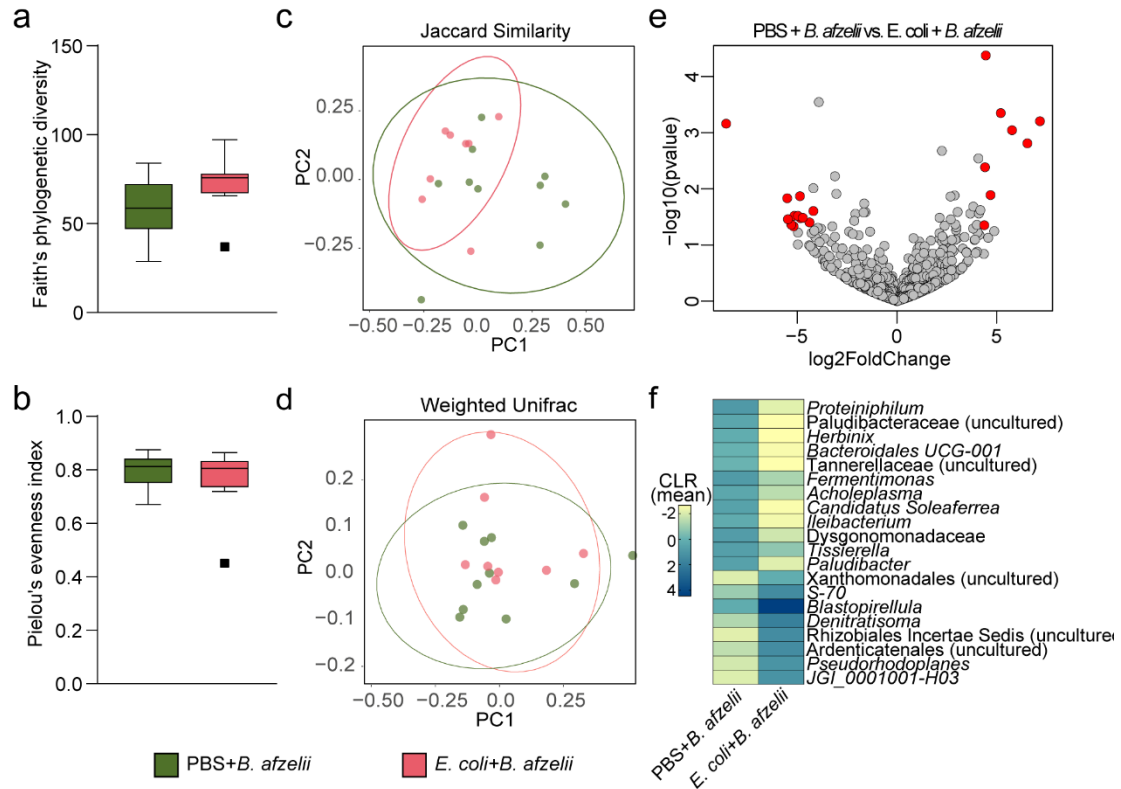 a
150
100
50
0
Faith's phylogenetic diversity
b
1.0
0.8
0.6
0.4
0.2
0.0
Pielou's evenness index
c
Jaccard Similarity
0.25
0.00
−0.25
PC2
−0.50
−0.25
0.0
0.25
0.50
PC1
d
Weighted Unifrac
0.2
0.1
0.0
−0.1
−0.2
PC2
−0.50
−0.25
0.00
0.25
PC1
e
PBS + B. afzelii vs. E. coli + B. afzelii
4
3
2
1
0
−log10(pvalue)
−5
0
5
log2FoldChange
f
CLR
(mean)
-2
0
2
4
Proteiniphilum
Paludibacteraceae (uncultured)
Herbinix
Bacteroidales UCG-001
Tannerellaceae (uncultured)
Fermentimonas
Acholeplasma
Candidatus Soleaferrea
Ileibacterium
Dysgonomonadaceae
Tissierella
Paludibacter
Xanthomonadales (uncultured)
S-70
Blastopirellula
Denitratisoma
Rhizobiales Incertae Sedis (uncultured
Ardenticatenales (uncultured)
Pseudorhodoplanes
JGI_0001001-H03
PBS+B. afzelii
E. coli+B. afzelii
PBS+B. afzelii
E. coli+B. afzelii